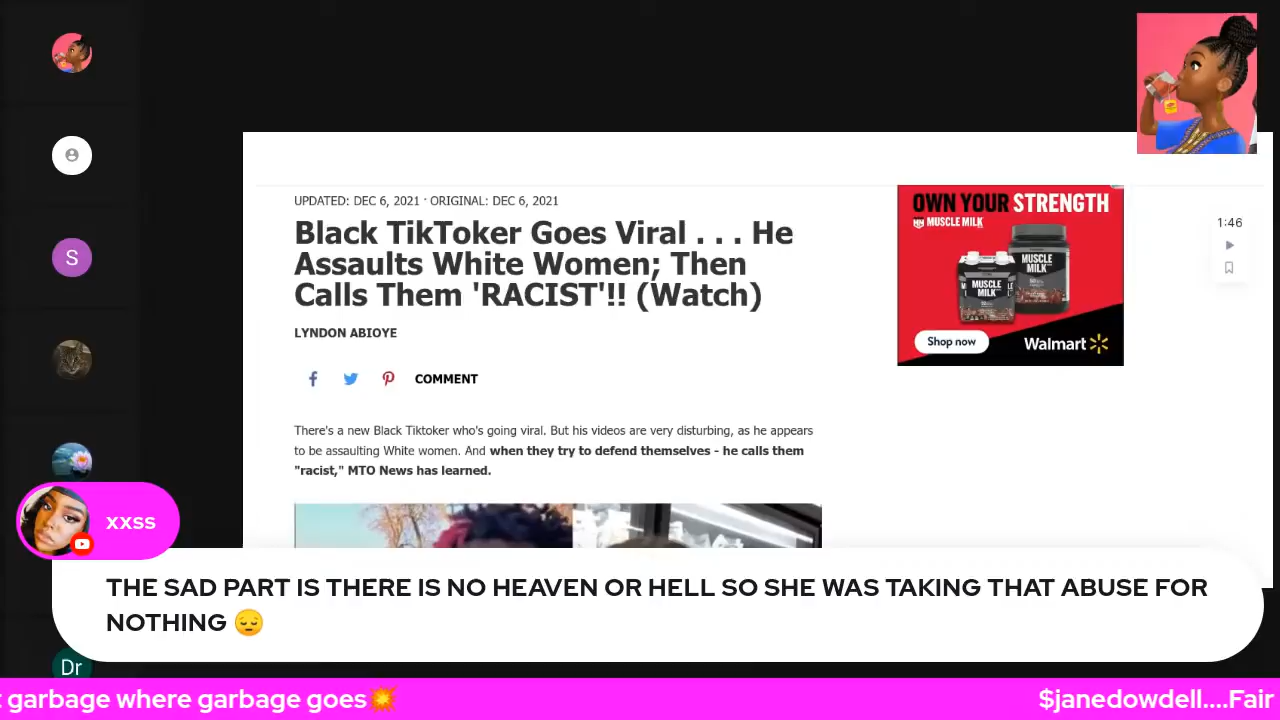 UPDATED: DEC 6, 2021 · ORIGINAL: DEC 6, 2021
Black TikToker Goes Viral . . . He
Assaults White Women; Then
Calls Them 'RACIST'!! (Watch)
LYNDON ABIOYE
COMMENT
There's a new Black Tiktoker who's going viral. But his videos are very disturbing, as he appears
to be assaulting White women. And when they try to defend themselves - he calls them
"racist," MTO News has learned.
OWN YOUR STRENGTH
MUSCLE MILK
MUSCLE
MILK
MUSCLE
MILK
Shop now
Walmart
1:46
S
xxss
THE SAD PART IS THERE IS NO HEAVEN OR HELL SO SHE WAS TAKING THAT ABUSE FOR
NOTHING 😔
Dr
garbage where garbage goes💥
$janedowdell....Fair